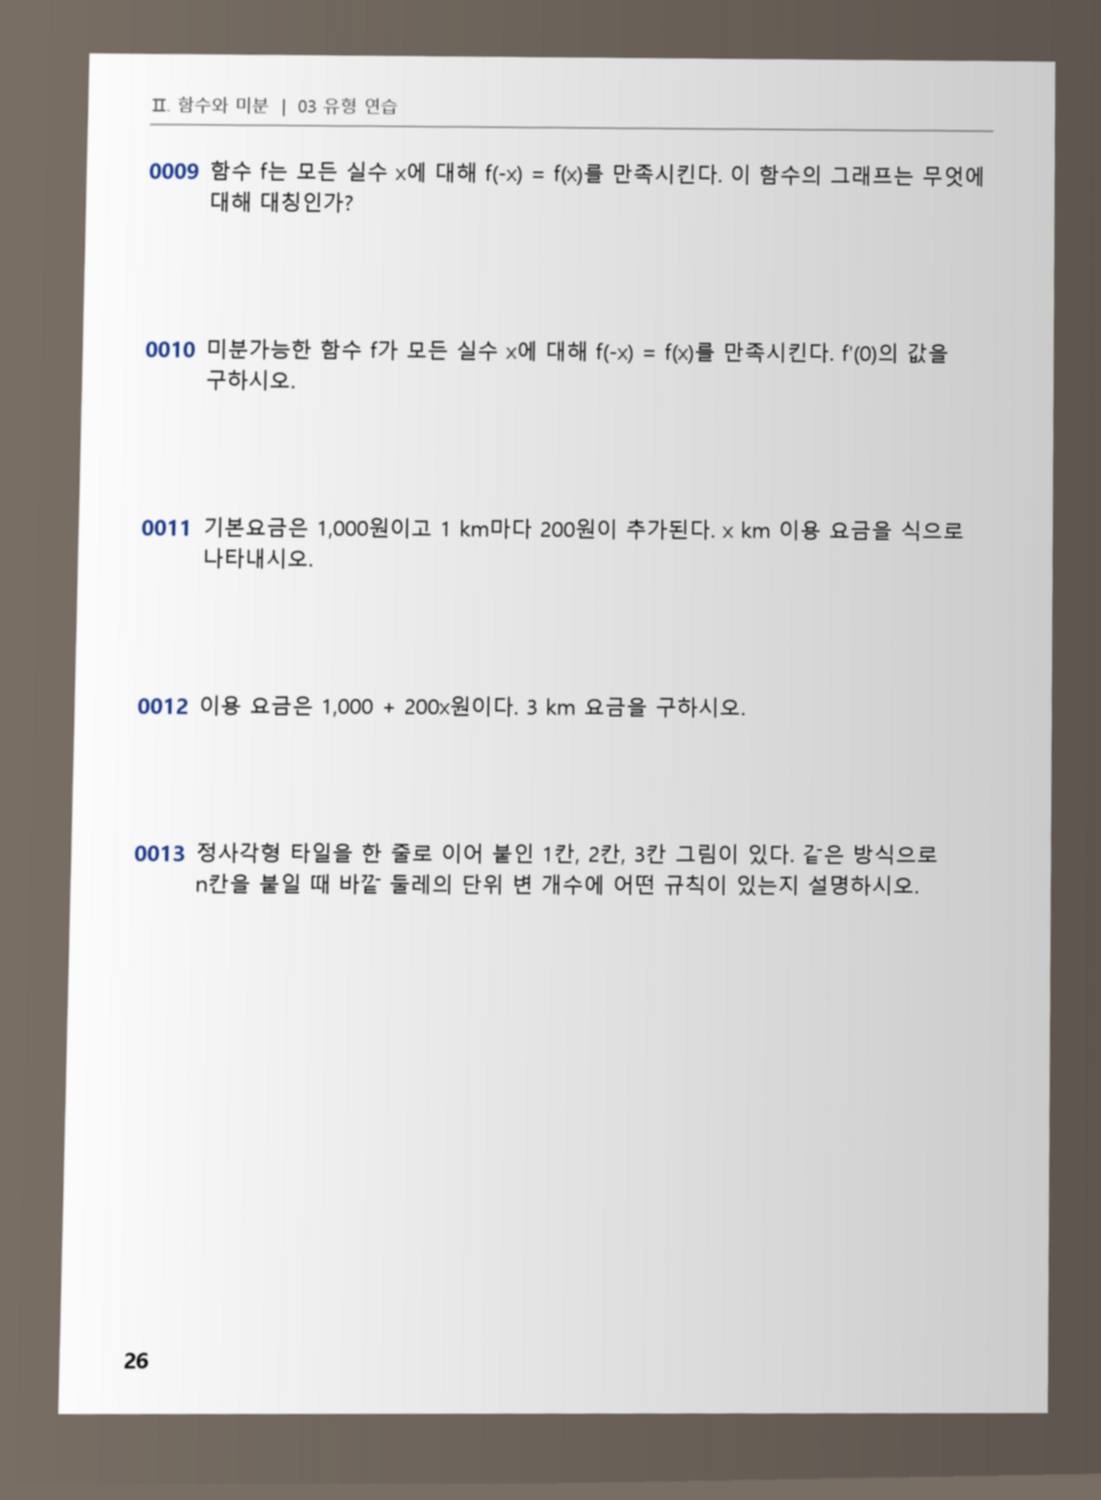 Ⅱ. 함수와 미분 | 03 유형 연습
0009 함수 f는 모든 실수 x에 대해 f(-x) = f(x)를 만족시킨다. 이 함수의 그래프는 무엇에
대해 대칭인가?
0010 미분가능한 함수 f가 모든 실수 x에 대해 f(-x) = f(x)를 만족시킨다. f'(0)의 값을
구하시오.
0011 기본요금은 1,000원이고 1 km마다 200원이 추가된다. x km 이용 요금을 식으로
나타내시오.
0012 이용 요금은 1,000 + 200x원이다. 3 km 요금을 구하시오.
0013 정사각형 타일을 한 줄로 이어 붙인 1칸, 2칸, 3칸 그림이 있다. 같은 방식으로
n칸을 붙일 때 바깥 둘레의 단위 변 개수에 어떤 규칙이 있는지 설명하시오.
26